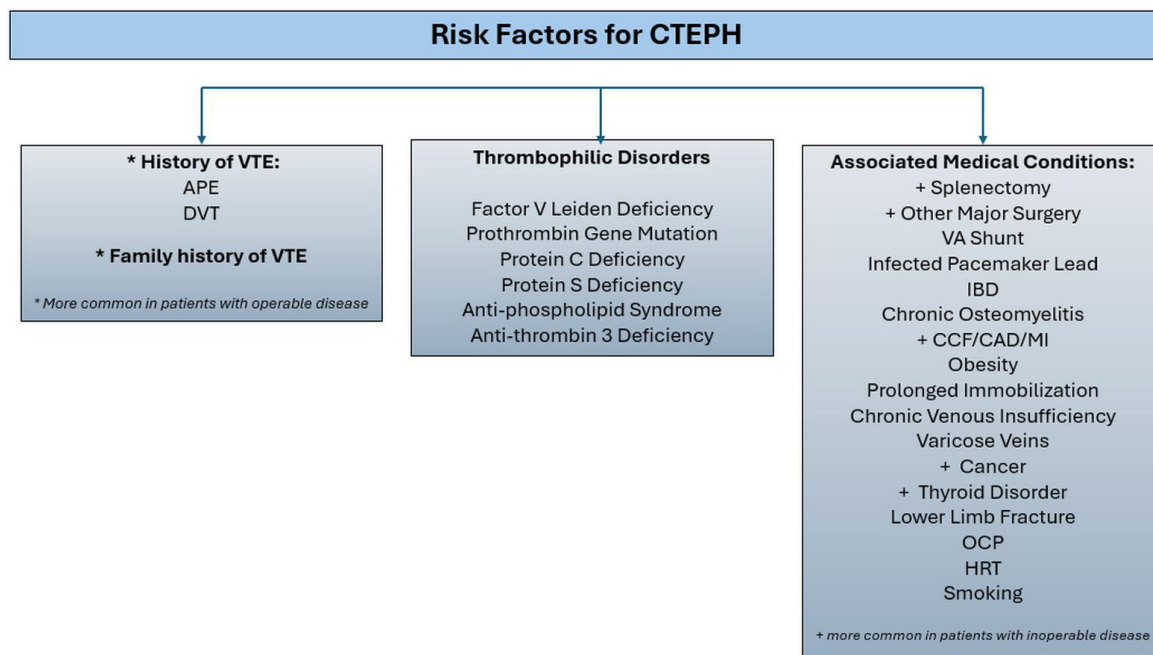 Risk Factors for CTEPH
* History of VTE:
APE
DVT
* Family history of VTE
* More common in patients with operable disease
Thrombophilic Disorders
Factor V Leiden Deficiency
Prothrombin Gene Mutation
Protein C Deficiency
Protein S Deficiency
Anti-phospholipid Syndrome
Anti-thrombin 3 Deficiency
Associated Medical Conditions:
+ Splenectomy
+ Other Major Surgery
VA Shunt
Infected Pacemaker Lead
IBD
Chronic Osteomyelitis
+ CCF/CAD/MI
Obesity
Prolonged Immobilization
Chronic Venous Insufficiency
Varicose Veins
+ Cancer
+ Thyroid Disorder
Lower Limb Fracture
OCP
HRT
Smoking
+ more common in patients with inoperable disease